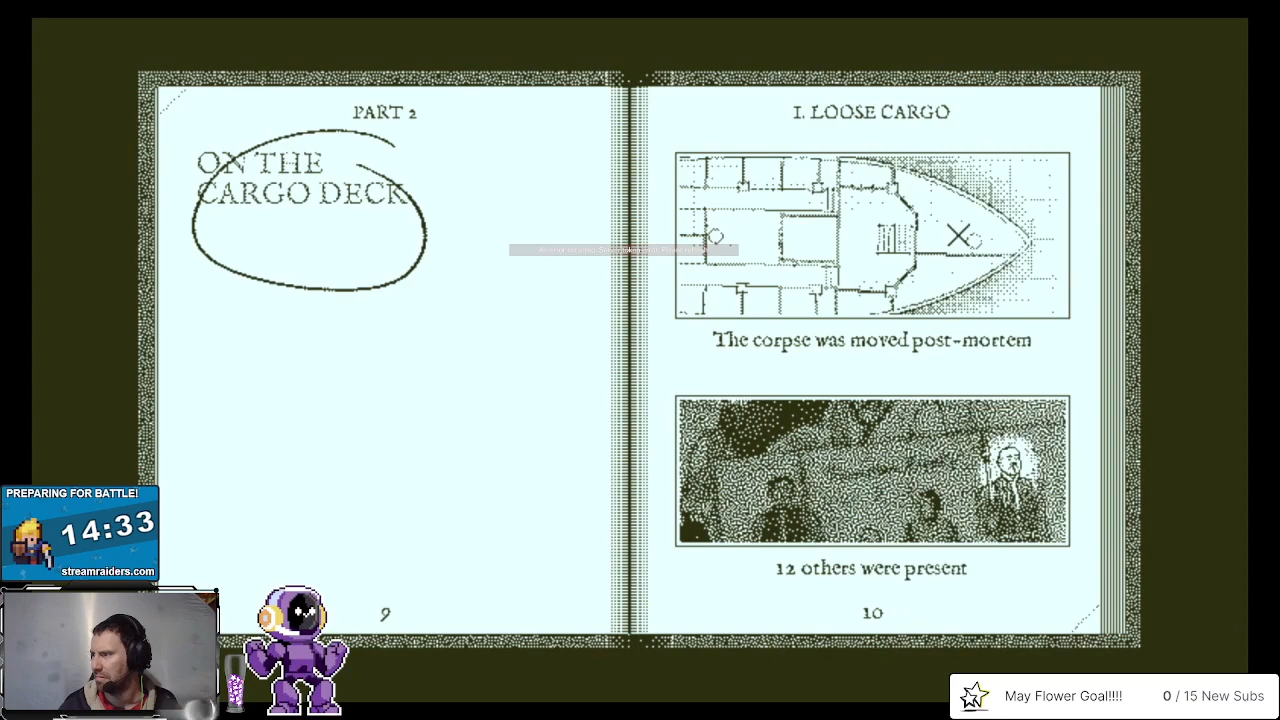 PART 2
ON THE
CARGO DECK
9
I. LOOSE CARGO
The corpse was moved post-mortem
12 others were present
10
PREPARING FOR BATTLE!
14:33
streamraiders.com
May Flower Goal!!!! 0 / 15 New Subs